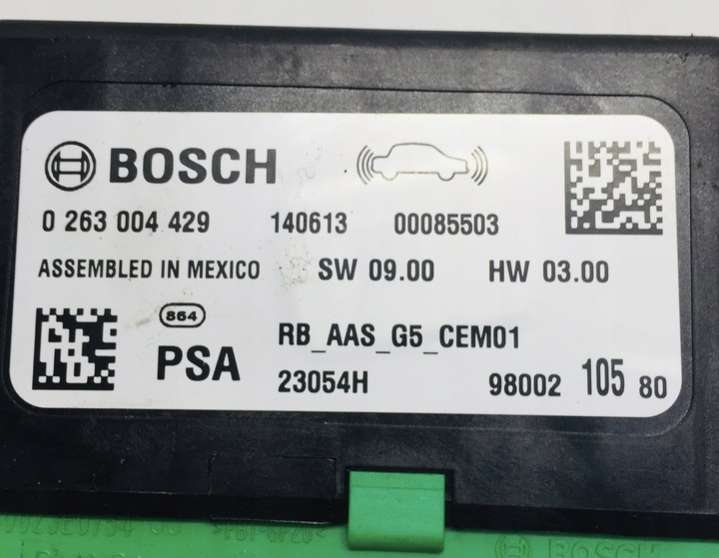 BOSCH
0 263 004 429 140613 00085503
ASSEMBLED IN MEXICO SW 09.00 HW 03.00
864
PSA RB_AAS_G5_CEM01
23054H 98002 105 80